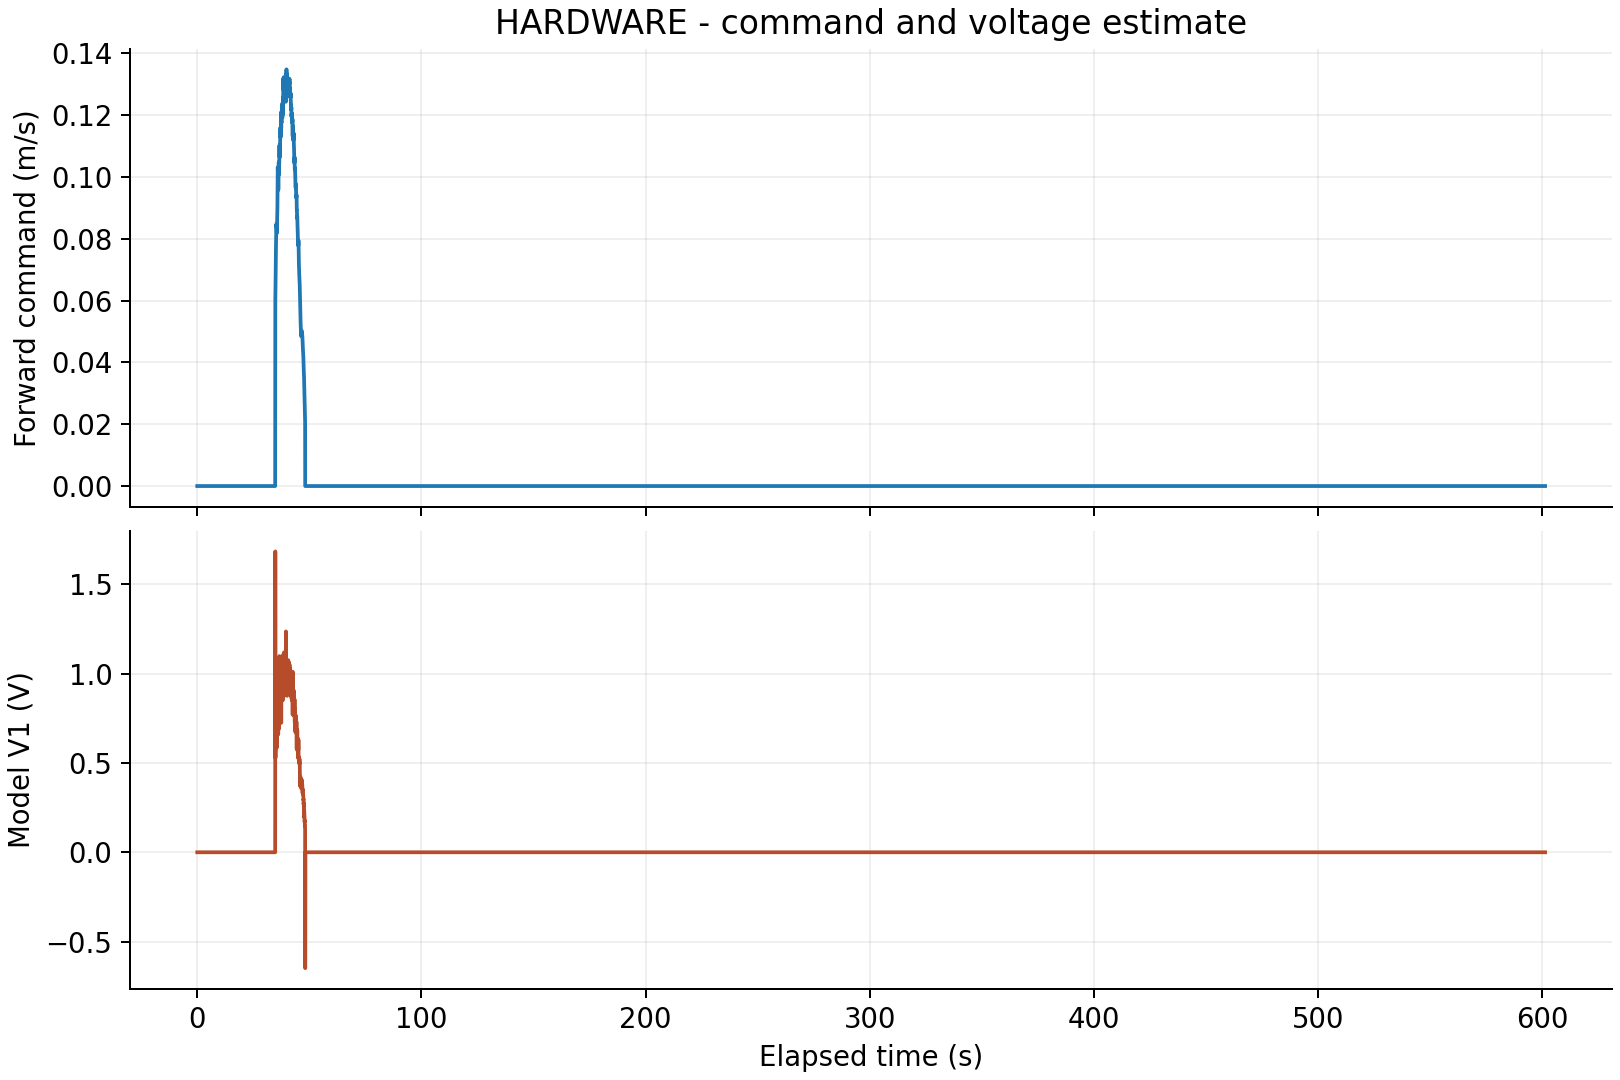 HARDWARE - command and voltage estimate
Forward command (m/s)
0.14
0.12
0.10
0.08
0.06
0.04
0.02
0.00
Model V1 (V)
1.5
1.0
0.5
0.0
−0.5
0 100 200 300 400 500 600
Elapsed time (s)